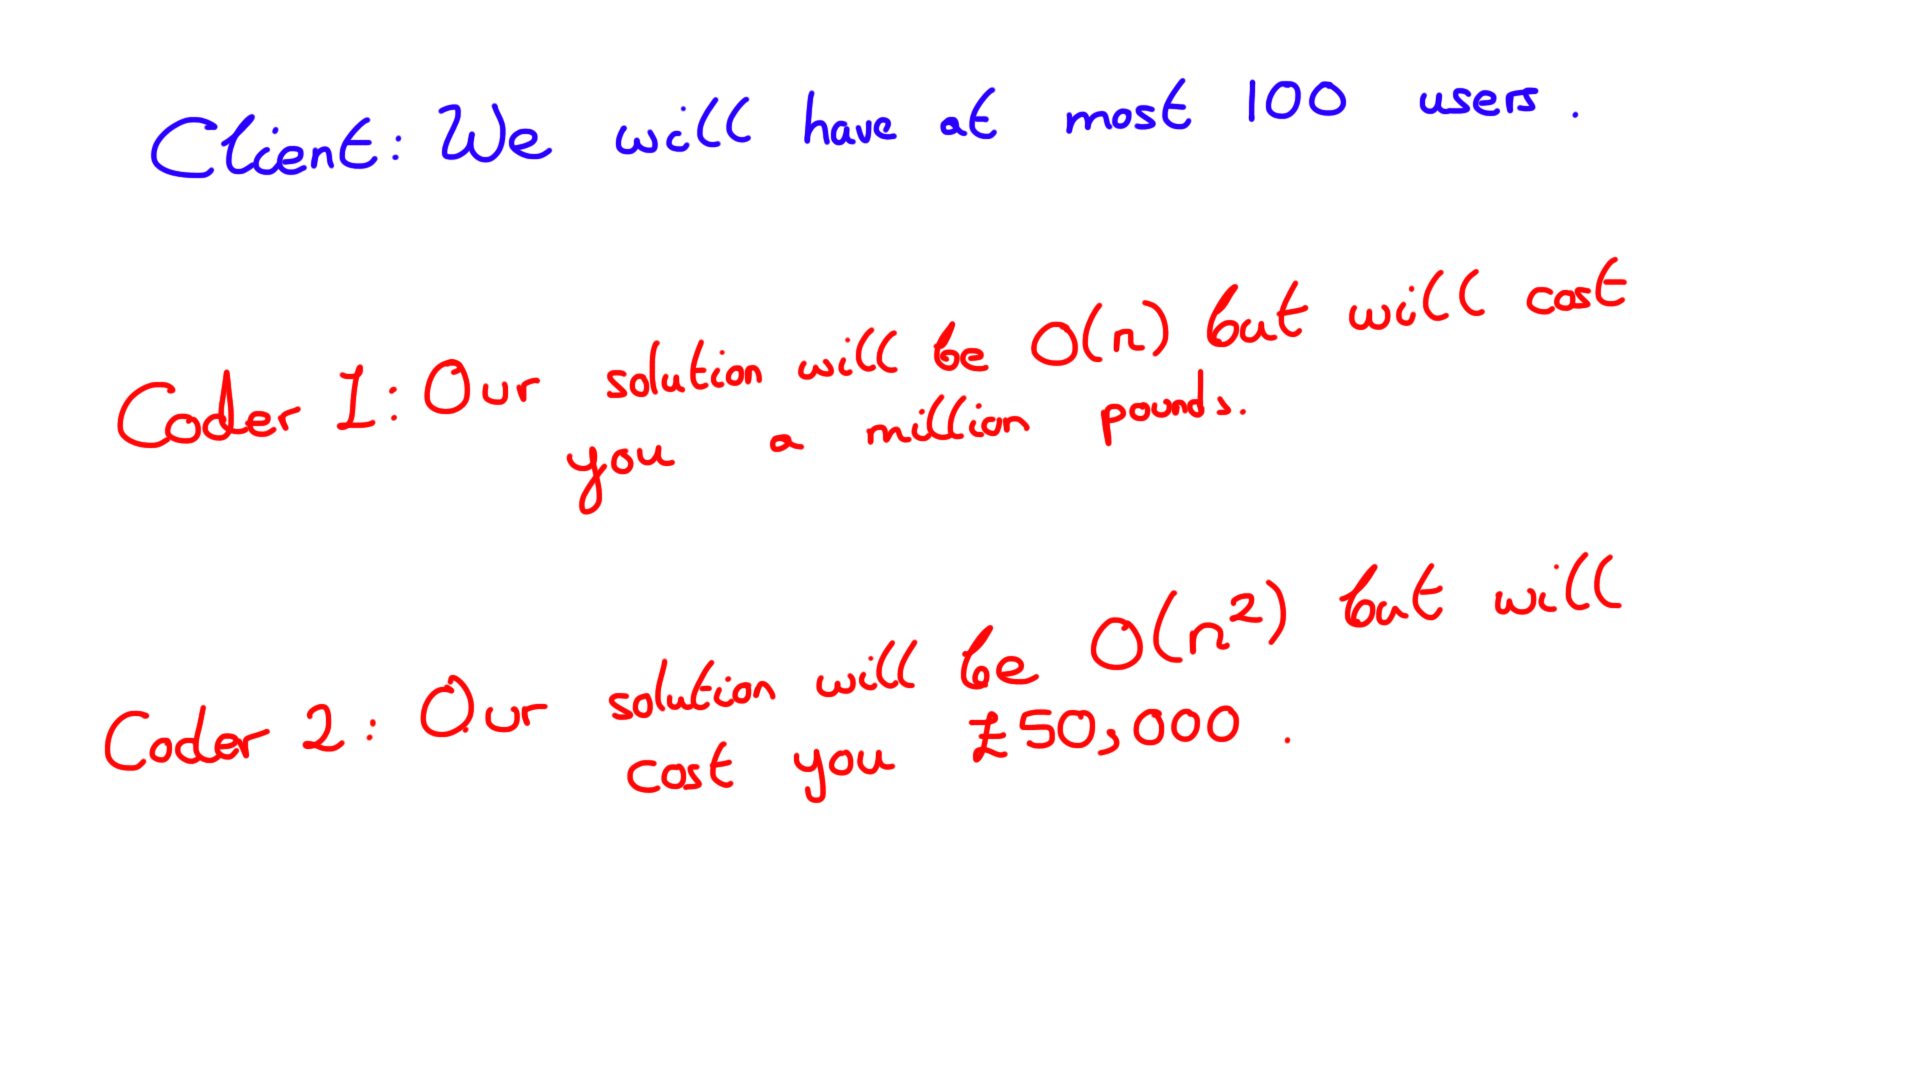 Client: We will have at most 100 users.
Coder 1: Our solution will be O(n) but will cost
you a million pounds.
Coder 2: Our solution will be O(n²) but will
cost you £50,000.